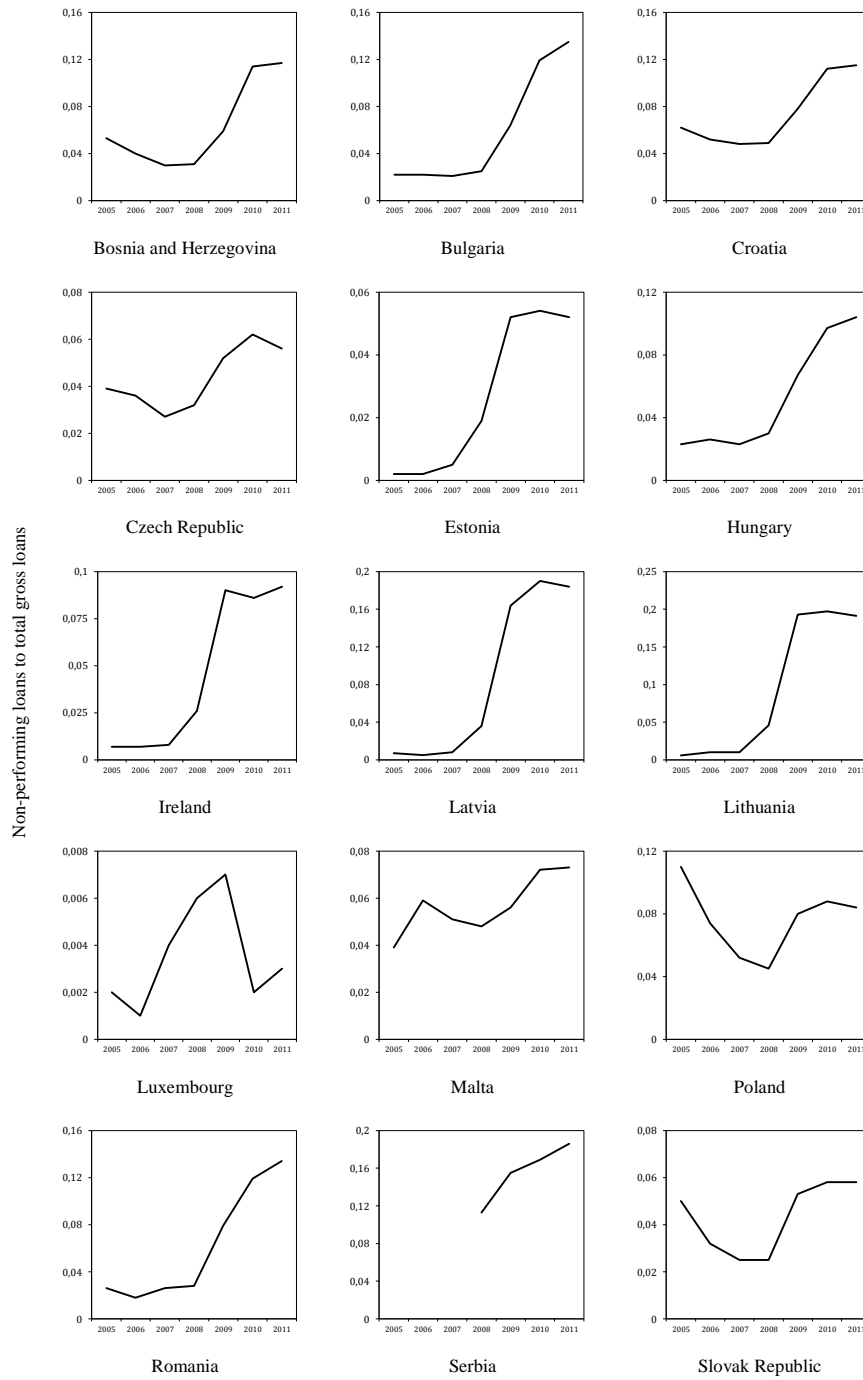 Non-performing loans to total gross loans
0,16
0,12
0,08
0,04
0
2005 2006 2007 2008 2009 2010 2011
Bosnia and Herzegovina
0,16
0,12
0,08
0,04
0
2005 2006 2007 2008 2009 2010 2011
Bulgaria
0,16
0,12
0,08
0,04
0
2005 2006 2007 2008 2009 2010 2011
Croatia
0,08
0,06
0,04
0,02
0
2005 2006 2007 2008 2009 2010 2011
Czech Republic
0,06
0,04
0,02
0
2005 2006 2007 2008 2009 2010 2011
Estonia
0,12
0,08
0,04
0
2005 2006 2007 2008 2009 2010 2011
Hungary
0,1
0,075
0,05
0,025
0
2005 2006 2007 2008 2009 2010 2011
Ireland
0,2
0,16
0,12
0,08
0,04
0
2005 2006 2007 2008 2009 2010 2011
Latvia
0,25
0,2
0,15
0,1
0,05
0
2005 2006 2007 2008 2009 2010 2011
Lithuania
0,008
0,006
0,004
0,002
0
2005 2006 2007 2008 2009 2010 2011
Luxembourg
0,08
0,06
0,04
0,02
0
2005 2006 2007 2008 2009 2010 2011
Malta
0,12
0,08
0,04
0
2005 2006 2007 2008 2009 2010 2011
Poland
0,16
0,12
0,08
0,04
0
2005 2006 2007 2008 2009 2010 2011
Romania
0,2
0,16
0,12
0,08
0,04
0
2005 2006 2007 2008 2009 2010 2011
Serbia
0,08
0,06
0,04
0,02
0
2005 2006 2007 2008 2009 2010 2011
Slovak Republic